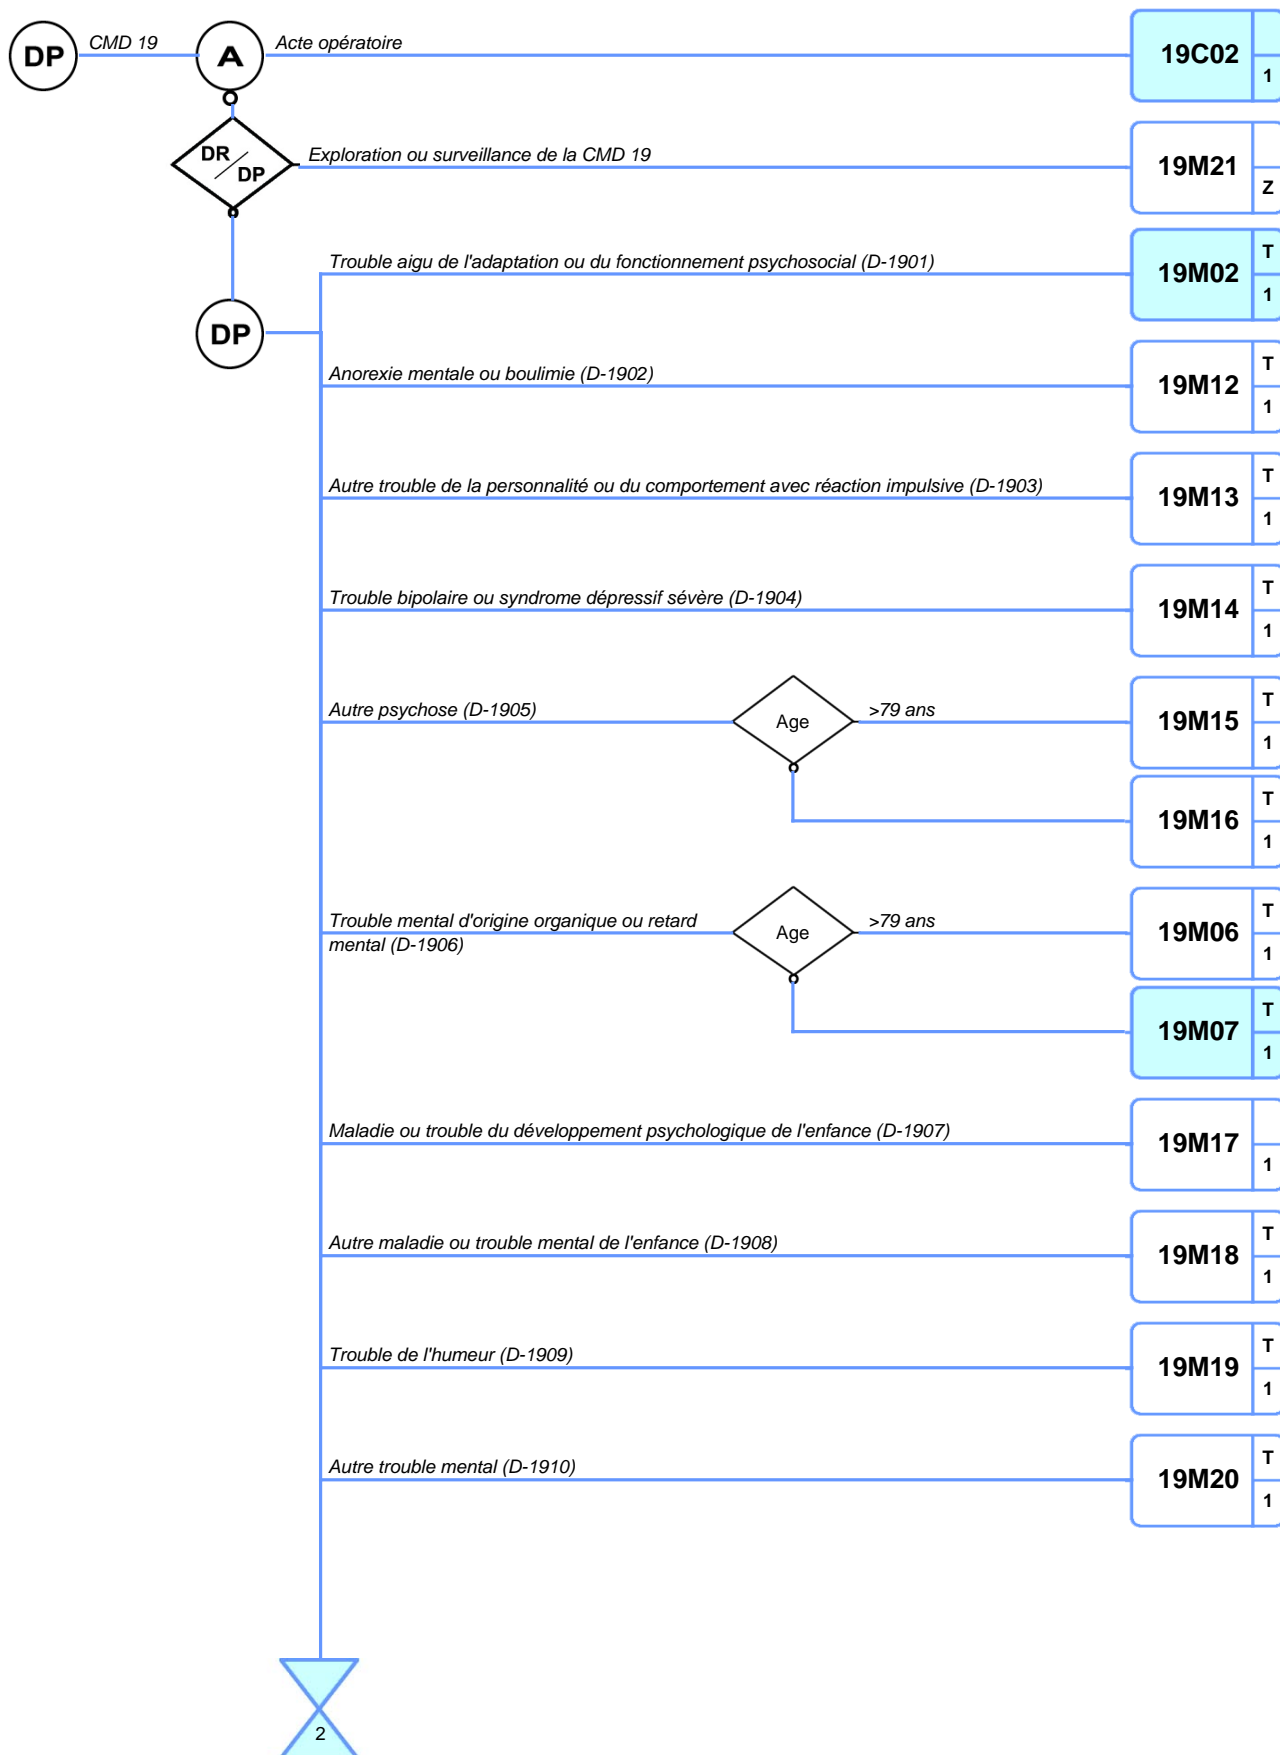 DP
CMD 19
A
Acte opératoire
19C02
1
DR
DP
Exploration ou surveillance de la CMD 19
19M21
Z
Trouble aigu de l'adaptation ou du fonctionnement psychosocial (D-1901)
19M02
T
1
DP
Anorexie mentale ou boulimie (D-1902)
19M12
T
1
Autre trouble de la personnalité ou du comportement avec réaction impulsive (D-1903)
19M13
T
1
Trouble bipolaire ou syndrome dépressif sévère (D-1904)
19M14
T
1
Autre psychose (D-1905)
Age
>79 ans
19M15
T
1
19M16
T
1
Trouble mental d'origine organique ou retard
mental (D-1906)
Age
>79 ans
19M06
T
1
19M07
T
1
Maladie ou trouble du développement psychologique de l'enfance (D-1907)
19M17
1
Autre maladie ou trouble mental de l'enfance (D-1908)
19M18
T
1
Trouble de l'humeur (D-1909)
19M19
T
1
Autre trouble mental (D-1910)
19M20
T
1
2